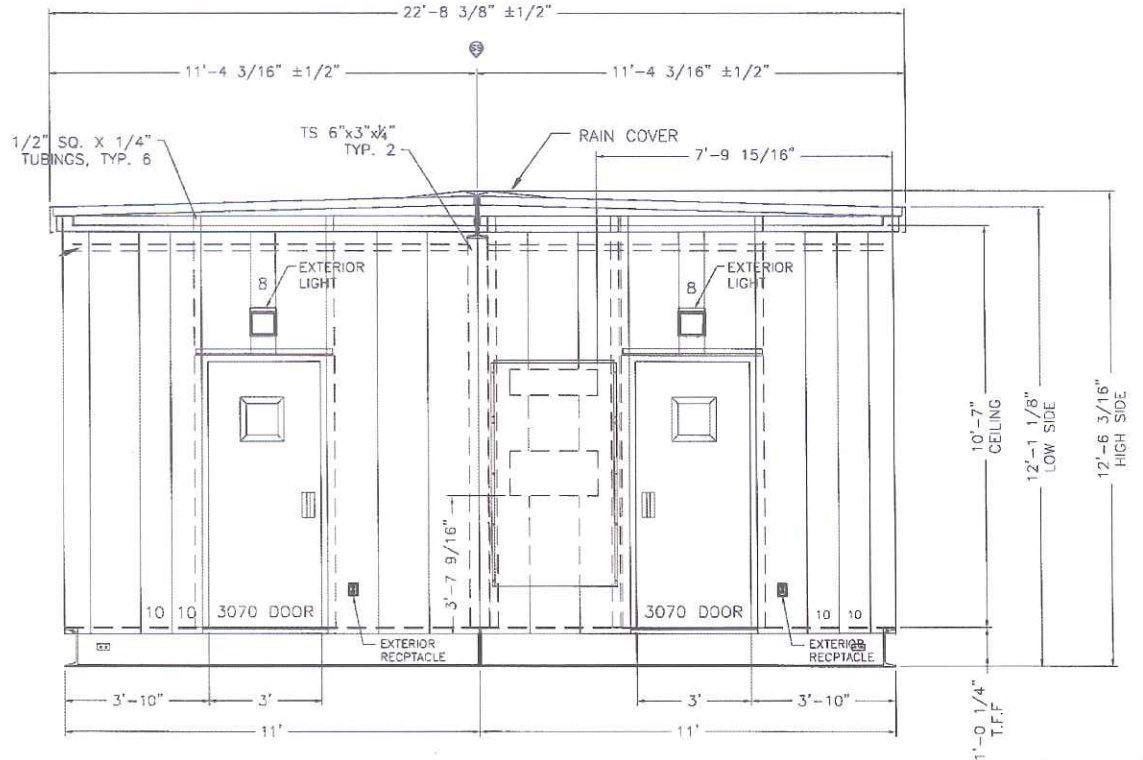 22'-8 3/8" ±1/2"
SS
11'-4 3/16" ±1/2"
11'-4 3/16" ±1/2"
1/2" SQ. X 1/4"
TUBINGS, TYP. 6
TS 6"x3"x¼"
TYP. 2
RAIN COVER
7'-9 15/16"
EXTERIOR
LIGHT
8
EXTERIOR
LIGHT
8
10'-7"
CEILING
12'-1 1/8"
LOW SIDE
12'-6 3/16"
HIGH SIDE
3'-7 9/16"
10 10 3070 DOOR
3070 DOOR 10 10
EXTERIOR
RECPTACLE
EXTERIOR
RECPTACLE
3'-10"
3'
3'
3'-10"
1'-0 1/4"
T.F.F
11'
11'